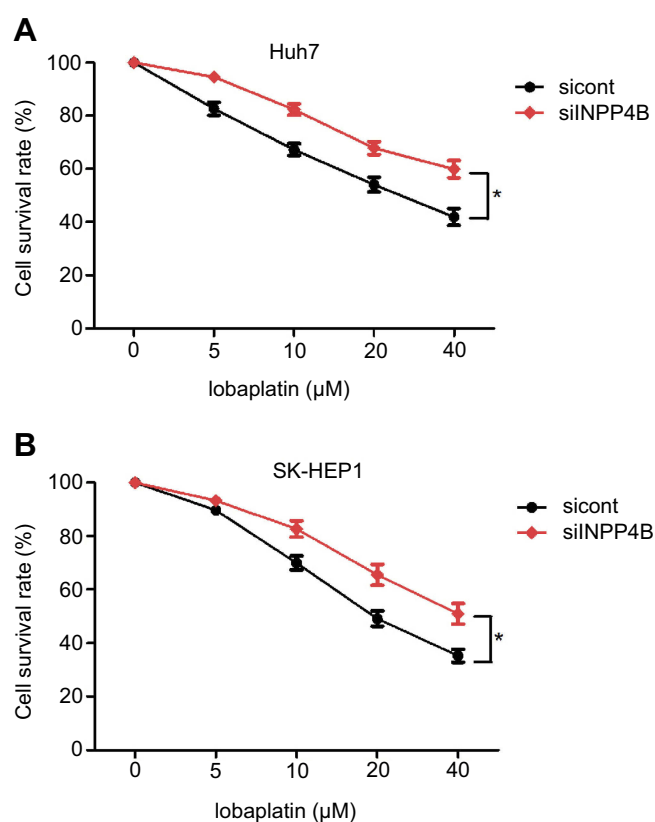 A
Huh7
sicont
siINPP4B
Cell survival rate (%)
100
80
60
40
20
0
*
0 5 10 20 40
lobaplatin (µM)
B
SK-HEP1
sicont
siINPP4B
Cell survival rate (%)
100
80
60
40
20
0
*
0 5 10 20 40
lobaplatin (µM)